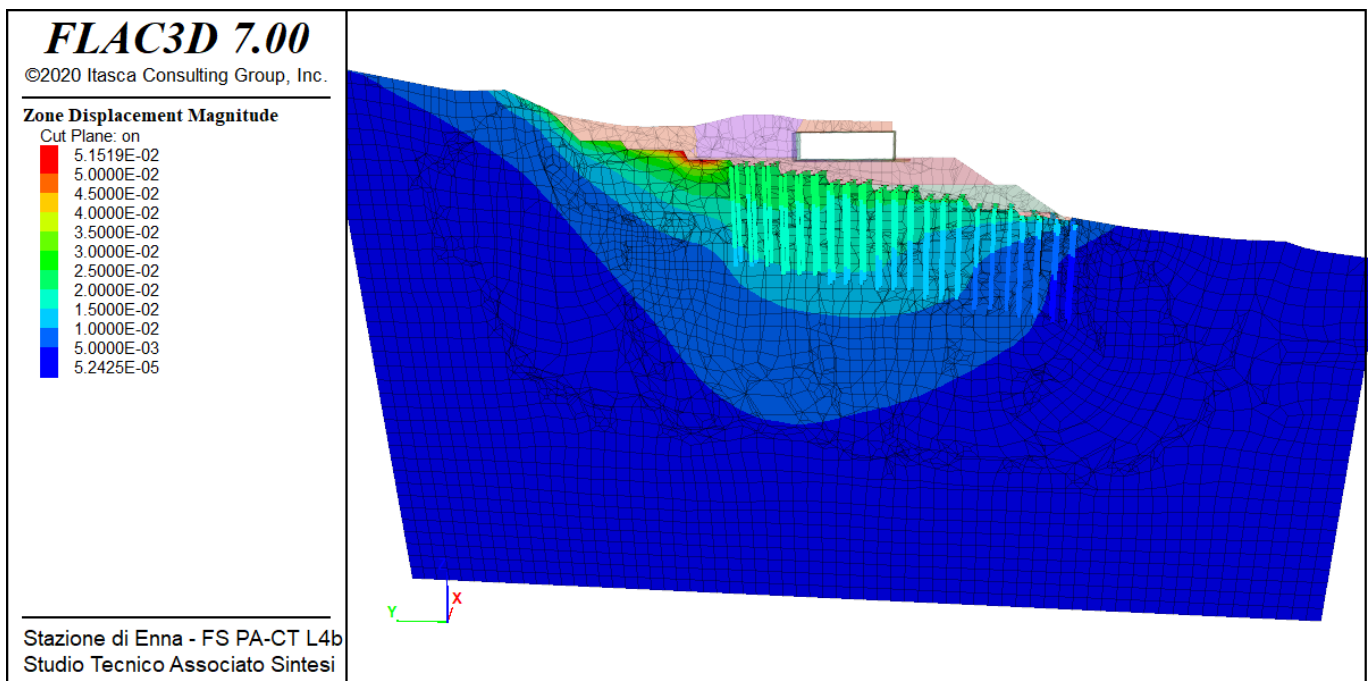 FLAC3D 7.00
©2020 Itasca Consulting Group, Inc.
Zone Displacement Magnitude
Cut Plane: on
5.1519E-02
5.0000E-02
4.5000E-02
4.0000E-02
3.5000E-02
3.0000E-02
2.5000E-02
2.0000E-02
1.5000E-02
1.0000E-02
5.0000E-03
5.2425E-05
Y
X
Stazione di Enna - FS PA-CT L4b
Studio Tecnico Associato Sintesi